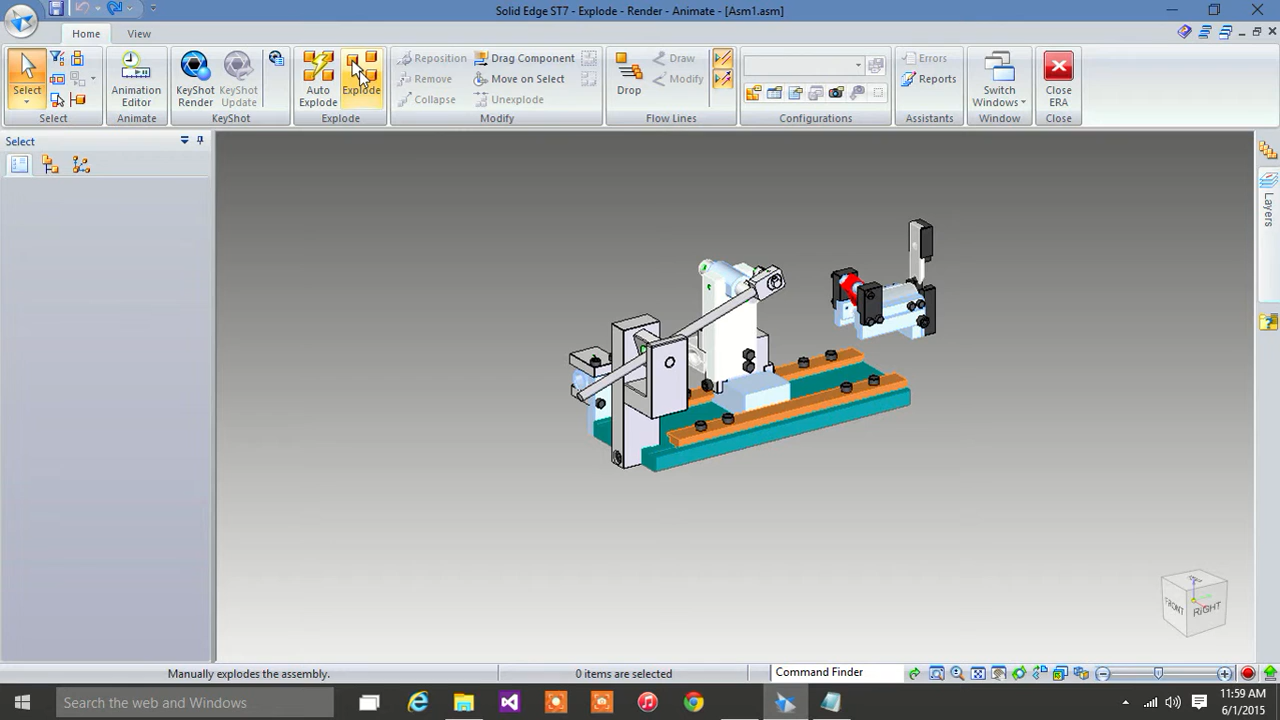 Solid Edge ST7 - Explode - Render - Animate - [Asm1.asm]
Home
View
Select
Animation Editor
KeyShot Render
KeyShot Update
Auto Explode
Explode
Reposition
Remove
Collapse
Drag Component
Move on Select
Unexplode
Drop
Draw
Modify
Errors
Reports
Switch Windows
Close ERA
Select
Animate
KeyShot
Explode
Modify
Flow Lines
Configurations
Assistants
Window
Close
Select
Layers
FRONT
RIGHT
Manually explodes the assembly.
0 items are selected
Command Finder
Search the web and Windows
11:59 AM
6/1/2015